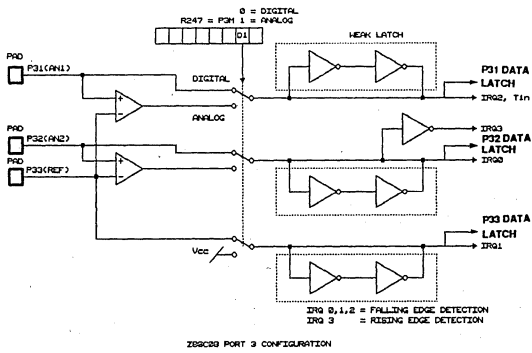 0 = DIGITAL
R247 = P3M 1 = ANALOG
D1
WEAK LATCH
PAD
P31(AN1)
DIGITAL
ANALOG
+
-
P31 DATA
LATCH
IRQ2, Tin
IRQ3
PAD
P32(AN2)
P32 DATA
LATCH
IRQ0
PAD
P33(REF)
+
-
P33 DATA
LATCH
IRQ1
Vcc
IRQ 0,1,2 = FALLING EDGE DETECTION
IRQ 3 = RISING EDGE DETECTION
Z86C08 PORT 3 CONFIGURATION